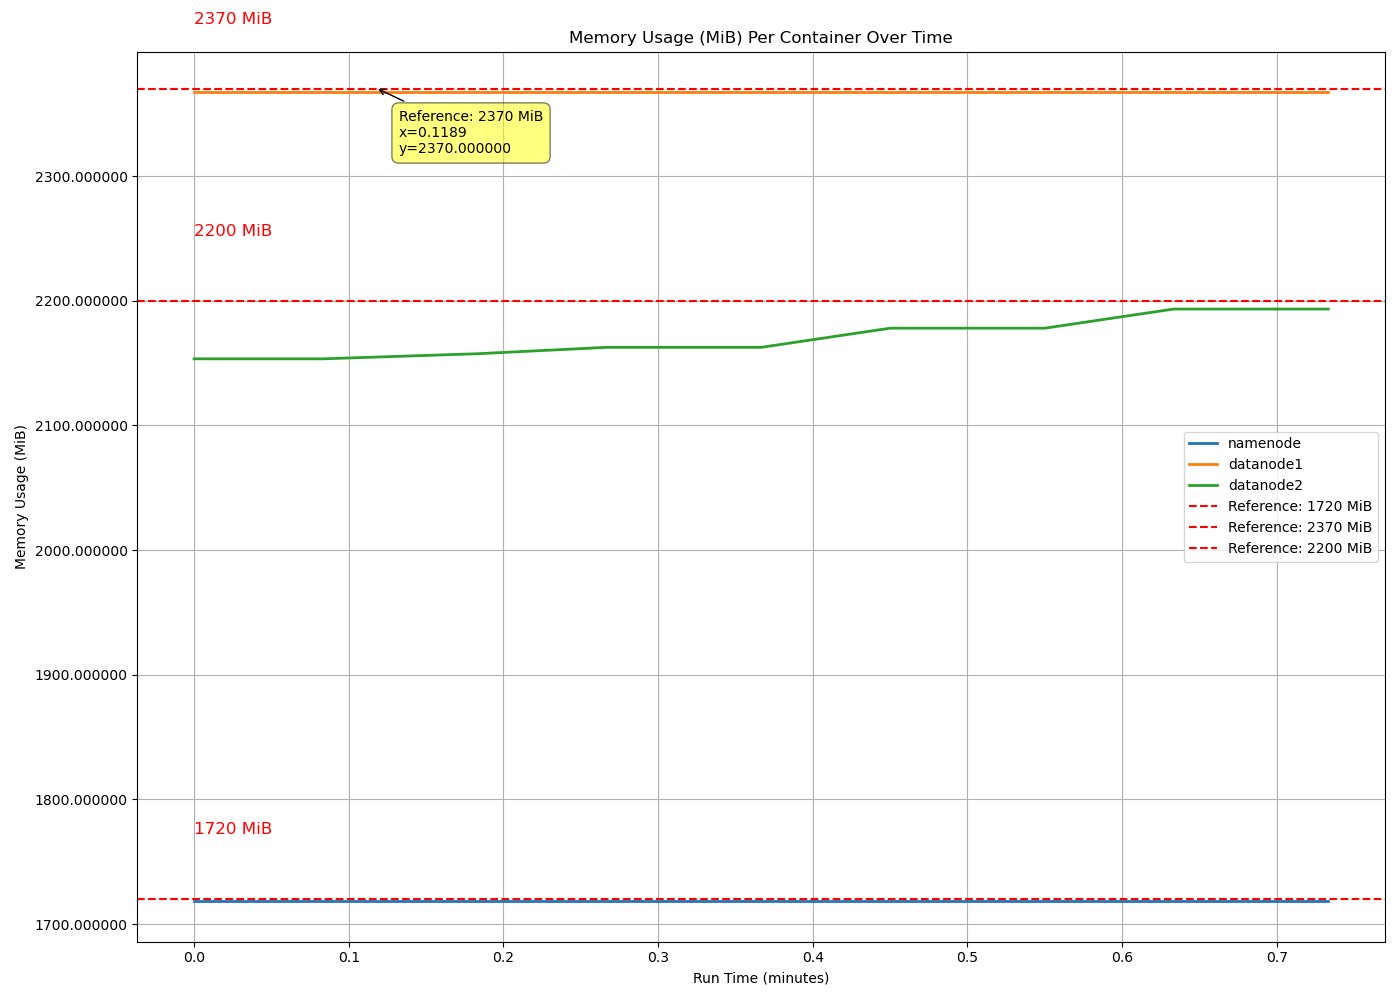 2370 MiB
Memory Usage (MiB) Per Container Over Time
Reference: 2370 MiB
x=0.1189
y=2370.000000
2300.000000
2200 MiB
2200.000000
2100.000000
Memory Usage (MiB)
namenode
datanode1
datanode2
Reference: 1720 MiB
Reference: 2370 MiB
Reference: 2200 MiB
2000.000000
1900.000000
1800.000000
1720 MiB
1700.000000
0.0 0.1 0.2 0.3 0.4 0.5 0.6 0.7
Run Time (minutes)